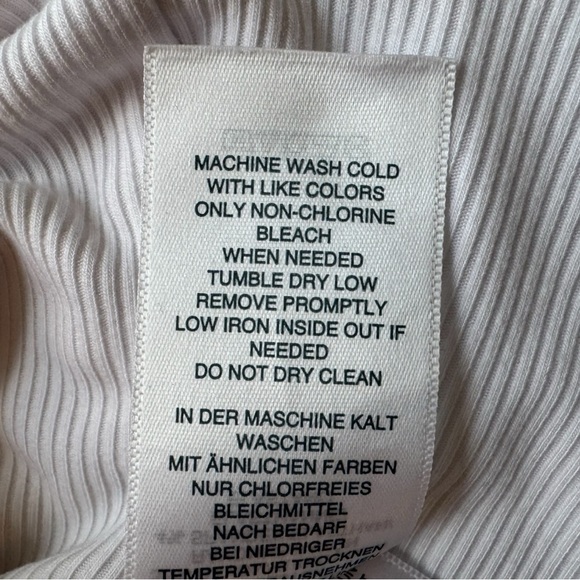 MACHINE WASH COLD
WITH LIKE COLORS
ONLY NON-CHLORINE
BLEACH
WHEN NEEDED
TUMBLE DRY LOW
REMOVE PROMPTLY
LOW IRON INSIDE OUT IF
NEEDED
DO NOT DRY CLEAN
IN DER MASCHINE KALT
WASCHEN
MIT ÄHNLICHEN FARBEN
NUR CHLORFREIES
BLEICHMITTEL
NACH BEDARF
BEI NIEDRIGER
TEMPERATUR TROCKNEN